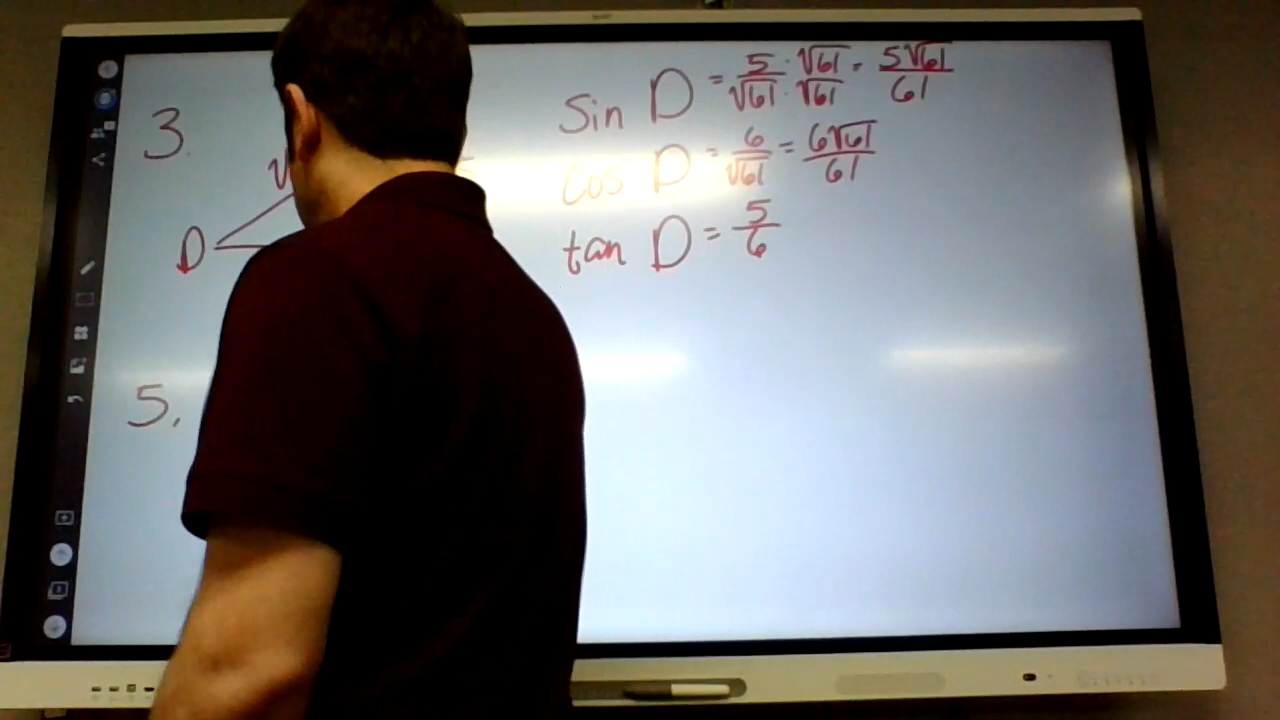 3.
sin D = 5/√61 · √61/√61 = 5√61/61
cos D = 6/√61 = 6√61/61
D
tan D = 5/6
5.